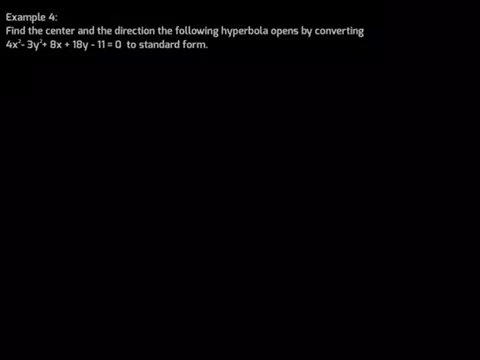 Example 4:
Find the center and the direction the following hyperbola opens by converting
4x²- 3y²+ 8x + 18y - 11 = 0 to standard form.